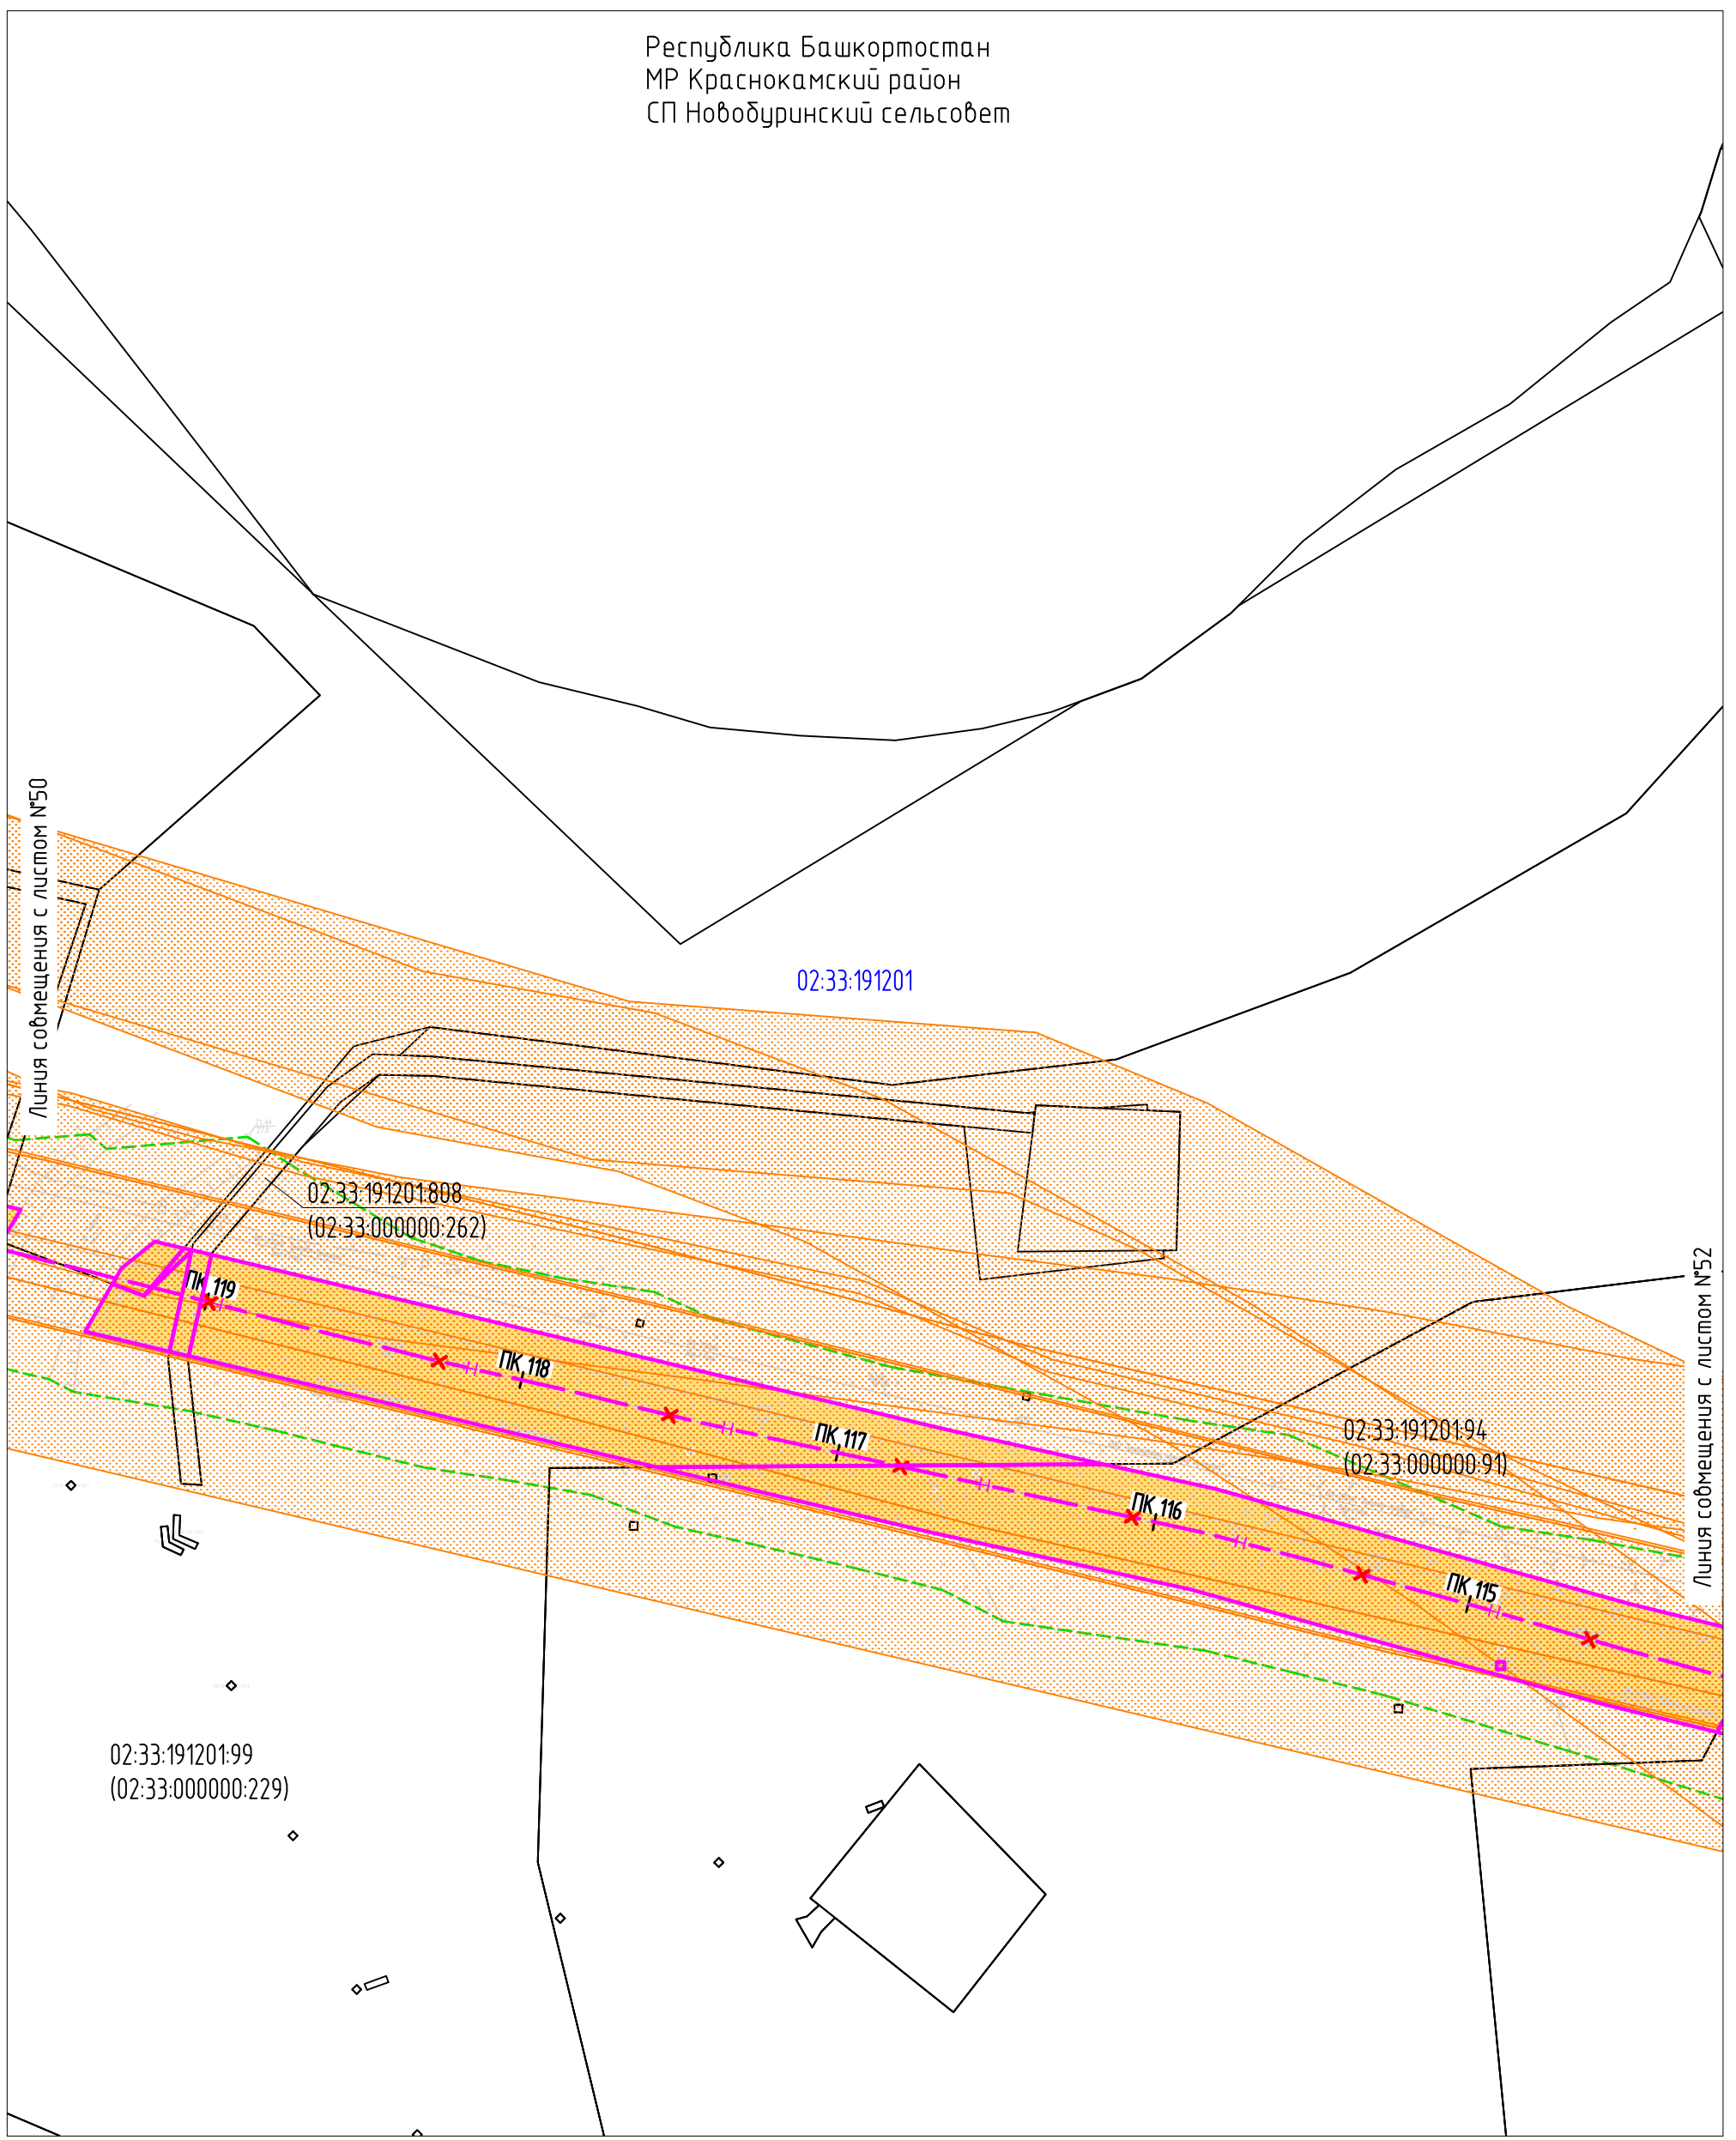 Республика Башкортостан
МР Краснокамский район
СП Новобуринский сельсовет
Линия совмещения с листом №50
02:33:191201
02:33:191201:808
(02:33:000000:262)
ПК 119
ПК 118
ПК 117
ПК 116
ПК 115
02:33:191201:94
(02:33:000000:91)
Линия совмещения с листом №52
02:33:191201:99
(02:33:000000:229)